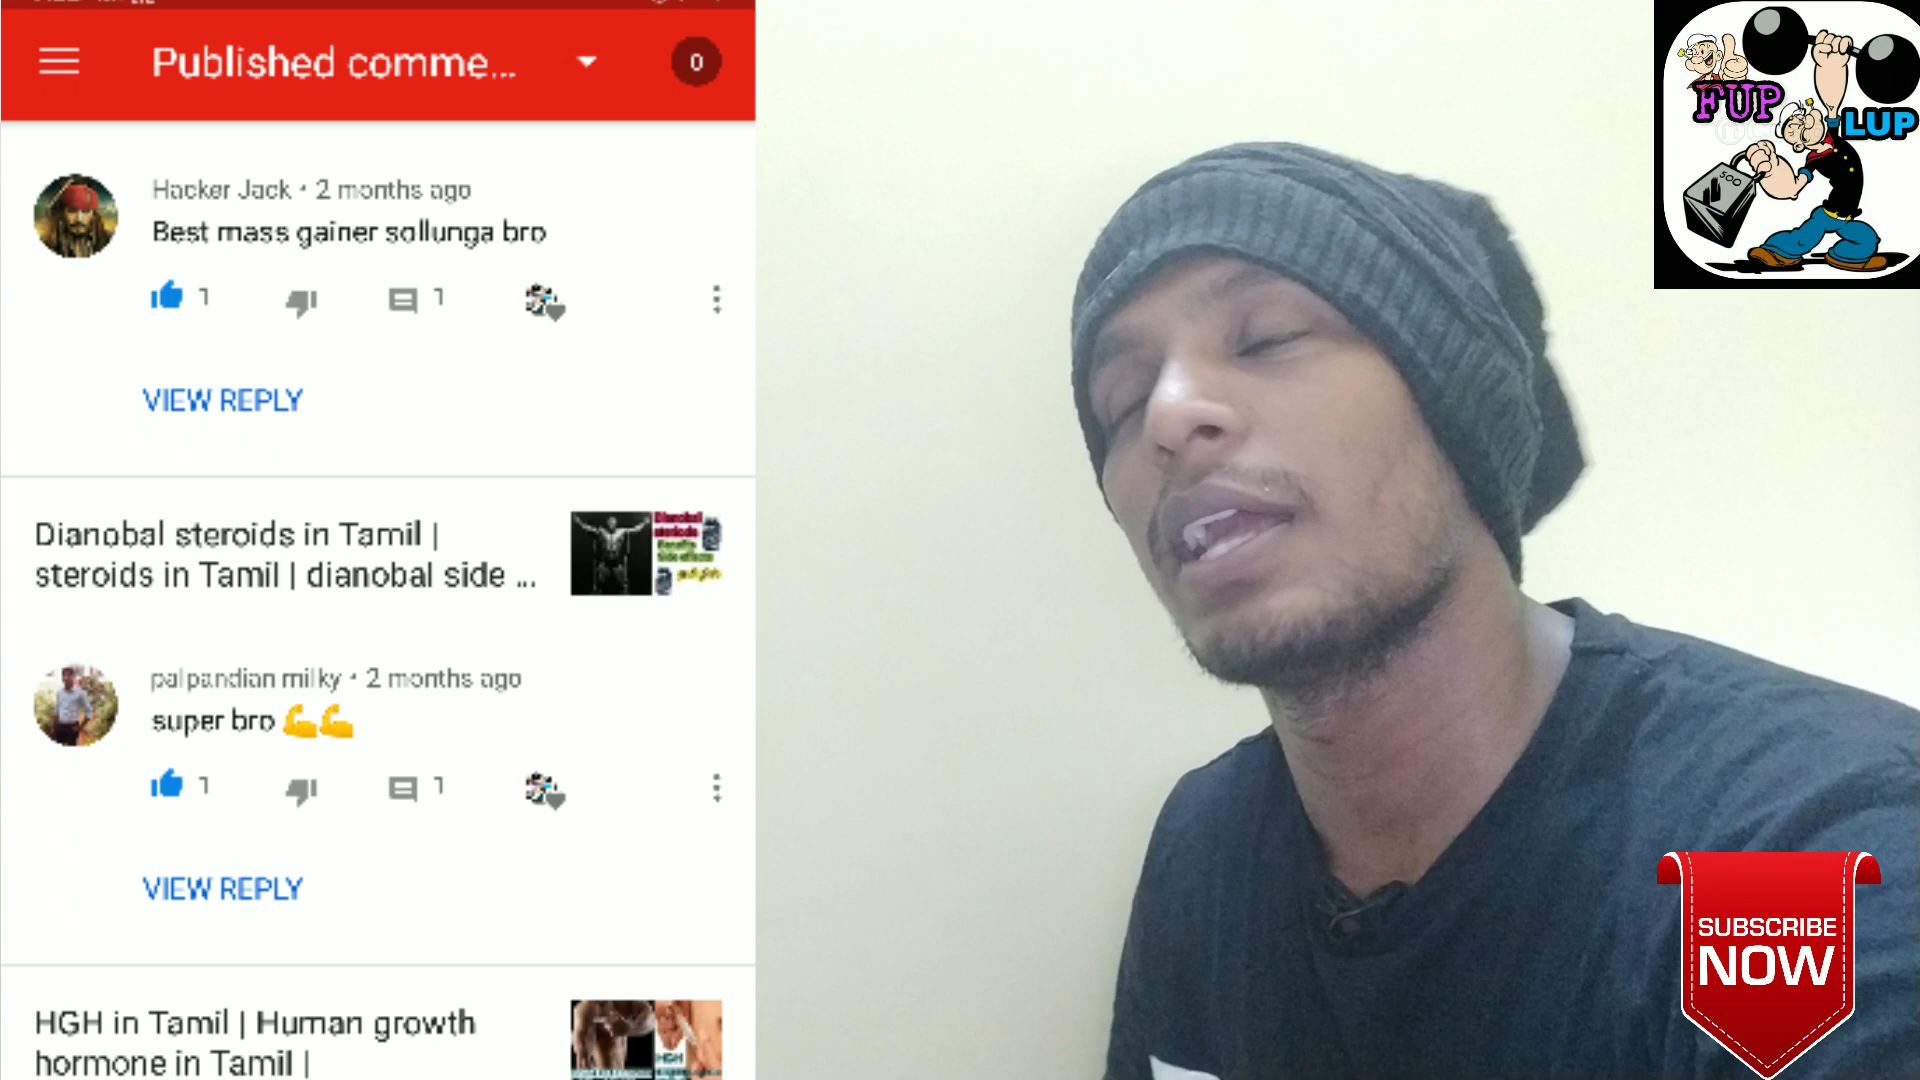 Published comme...
0
Hacker Jack • 2 months ago
Best mass gainer sollunga bro
1
1
VIEW REPLY
Dianobal steroids in Tamil |
steroids in Tamil | dianobal side ...
palpandian milky • 2 months ago
super bro 💪💪
1
1
VIEW REPLY
HGH in Tamil | Human growth
hormone in Tamil |
HGH
FUP
LUP
500
SUBSCRIBE
NOW